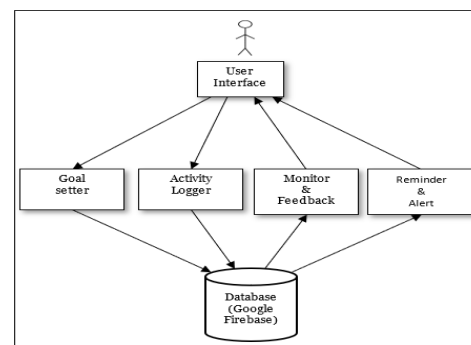 User
Interface
Goal
setter
Activity
Logger
Monitor
&
Feedback
Reminder
&
Alert
Database
(Google
Firebase)